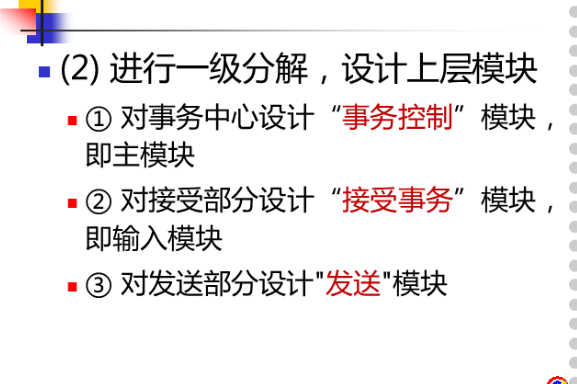 (2) 进行一级分解，设计上层模块
① 对事务中心设计“事务控制”模块，
即主模块
② 对接受部分设计“接受事务”模块，
即输入模块
③ 对发送部分设计"发送"模块